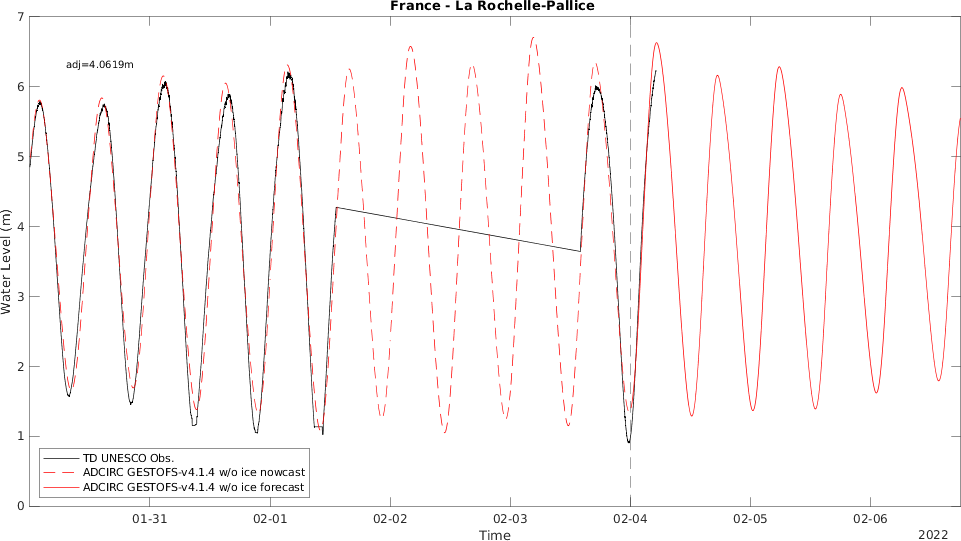 France - La Rochelle-Pallice
adj=4.0619m
Water Level (m)
7
6
5
4
3
2
1
0
TD UNESCO Obs.
ADCIRC GESTOFS-v4.1.4 w/o ice nowcast
ADCIRC GESTOFS-v4.1.4 w/o ice forecast
01-31 02-01 02-02 02-03 02-04 02-05 02-06
Time
2022